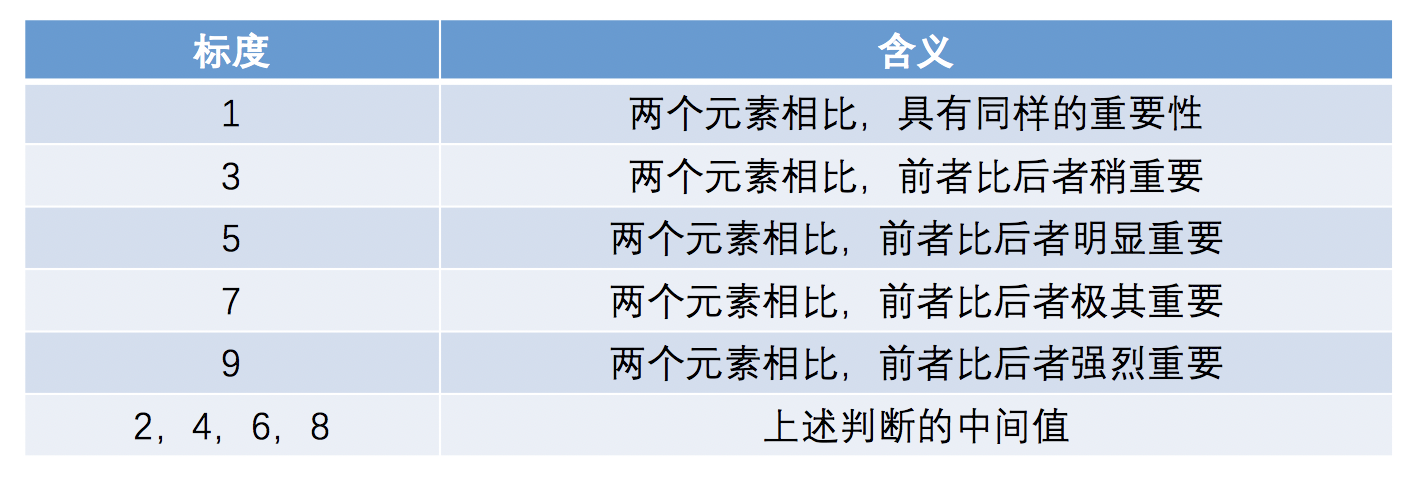 标度 含义
1 两个元素相比，具有同样的重要性
3 两个元素相比，前者比后者稍重要
5 两个元素相比，前者比后者明显重要
7 两个元素相比，前者比后者极其重要
9 两个元素相比，前者比后者强烈重要
2，4，6，8 上述判断的中间值